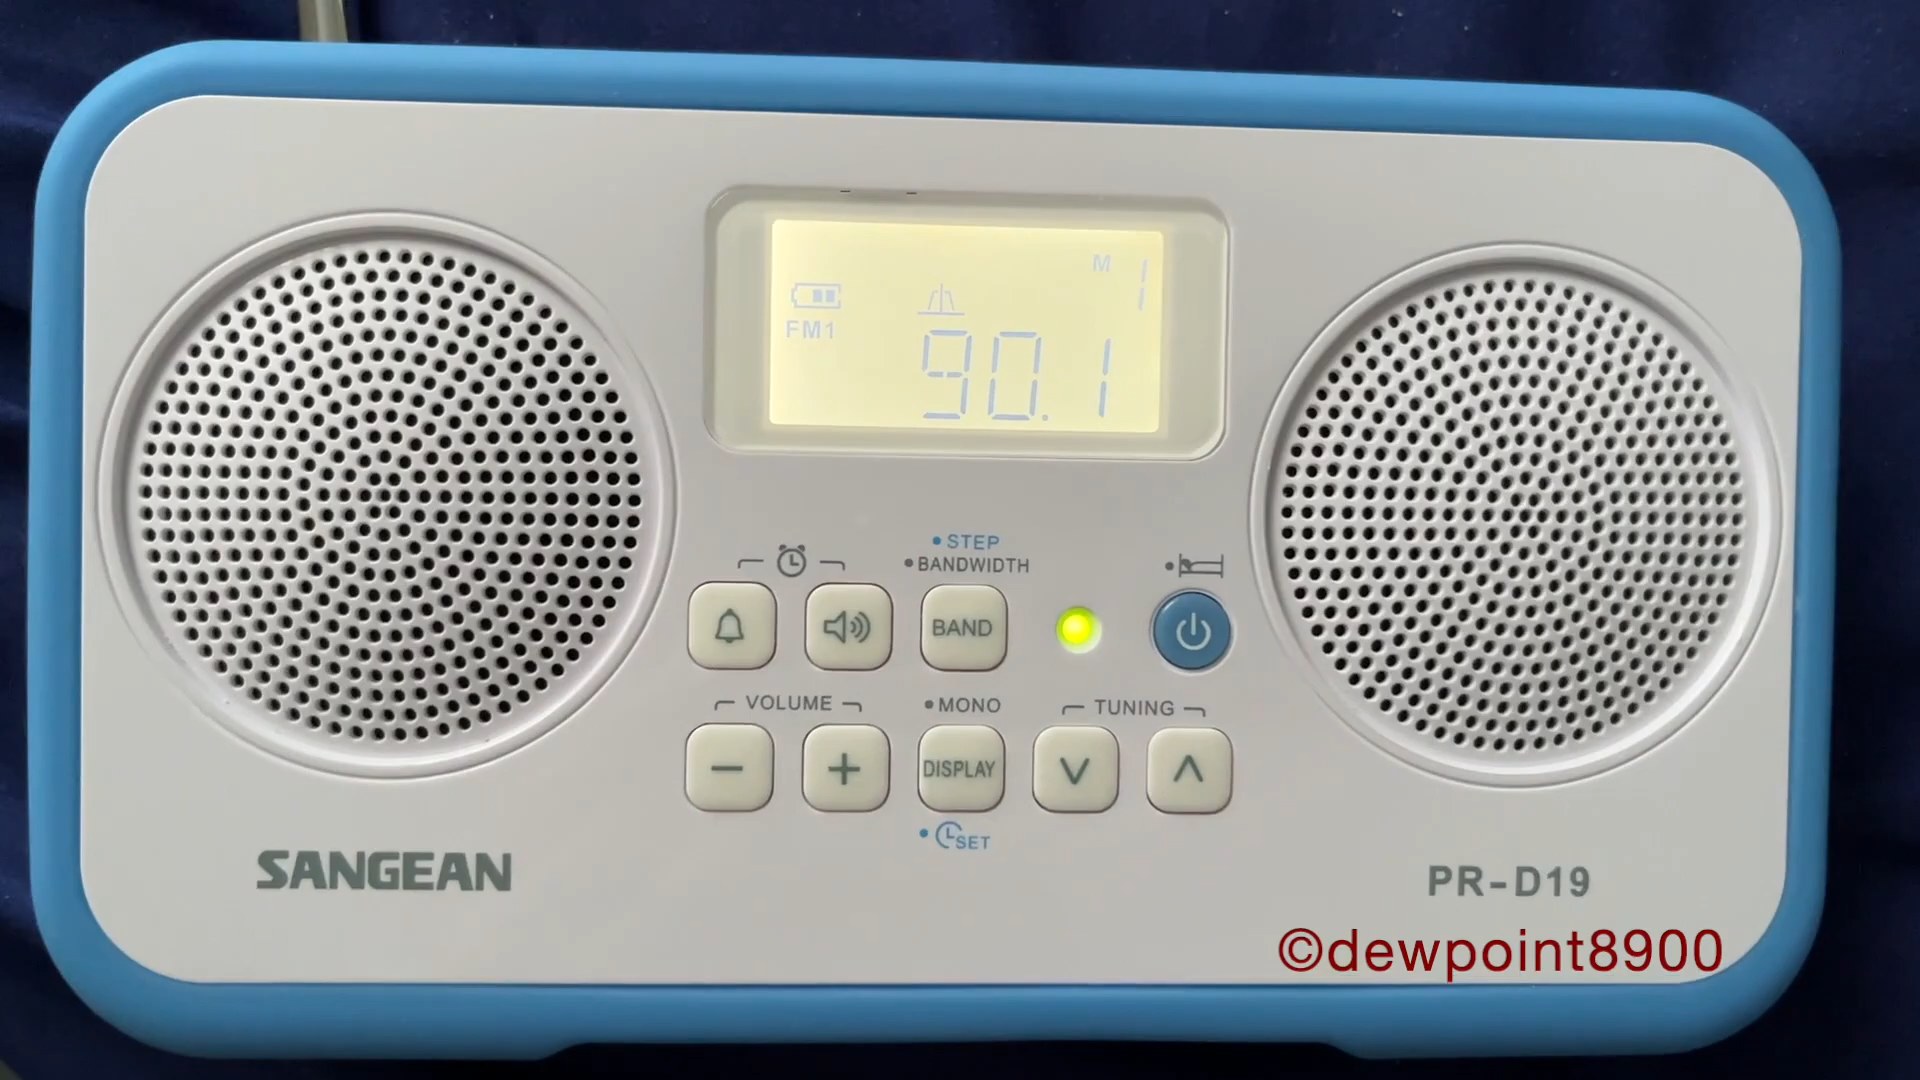 M 1
FM1
90.1
•STEP
•BANDWIDTH
BAND
VOLUME
•MONO
TUNING
− + DISPLAY
•SET
SANGEAN
PR-D19
©dewpoint8900